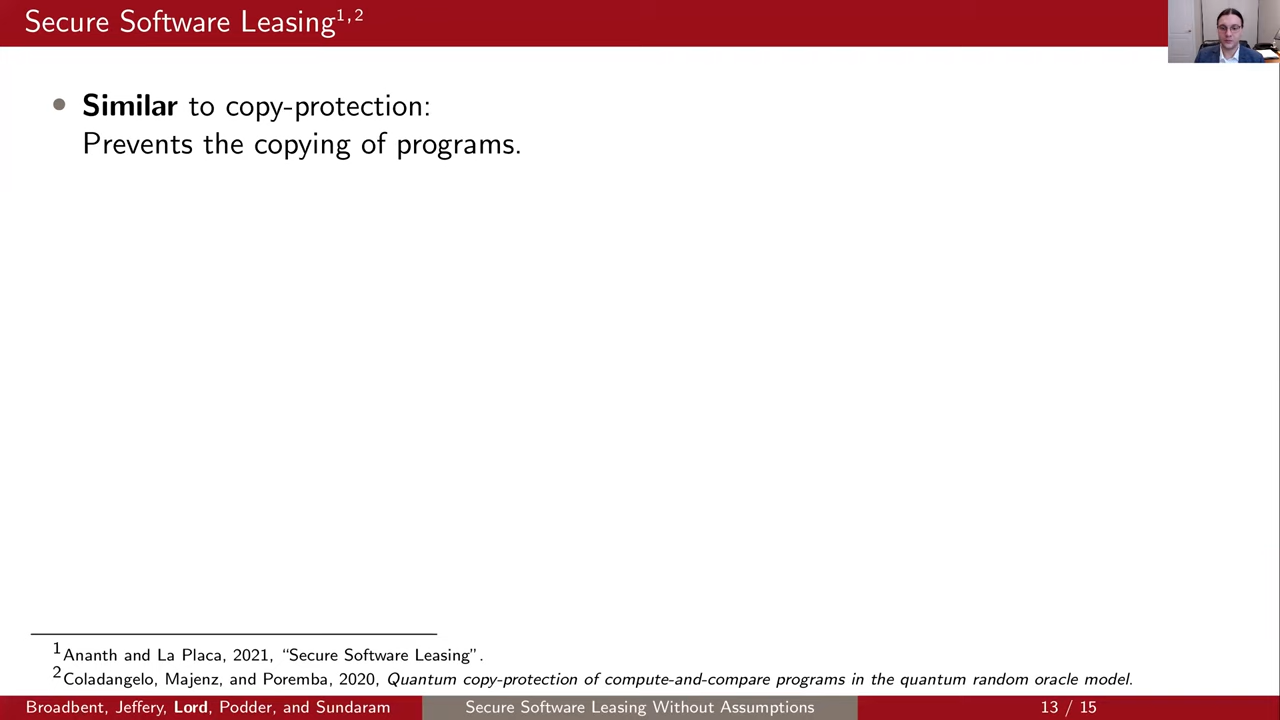 Secure Software Leasing1,2
• Similar to copy-protection:
Prevents the copying of programs.
1Ananth and La Placa, 2021, “Secure Software Leasing”.
2Coladangelo, Majenz, and Poremba, 2020, Quantum copy-protection of compute-and-compare programs in the quantum random oracle model.
Broadbent, Jeffery, Lord, Podder, and Sundaram Secure Software Leasing Without Assumptions 13 / 15